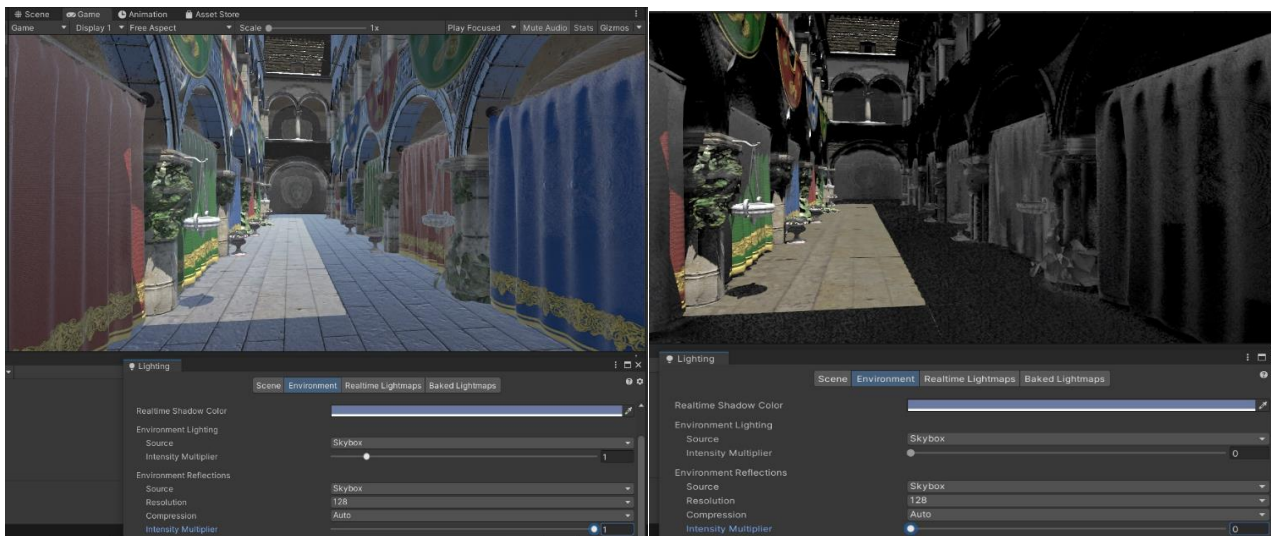 Scene Game Animation Asset Store
Game Display 1 Free Aspect Scale 1x Play Focused Mute Audio Stats Gizmos
Lighting
Scene Environment Realtime Lightmaps Baked Lightmaps
Realtime Shadow Color
Environment Lighting
Source Skybox
Intensity Multiplier 1
Environment Reflections
Source Skybox
Resolution 128
Compression Auto
Intensity Multiplier 1
Lighting
Scene Environment Realtime Lightmaps Baked Lightmaps
Realtime Shadow Color
Environment Lighting
Source Skybox
Intensity Multiplier 0
Environment Reflections
Source Skybox
Resolution 128
Compression Auto
Intensity Multiplier 0